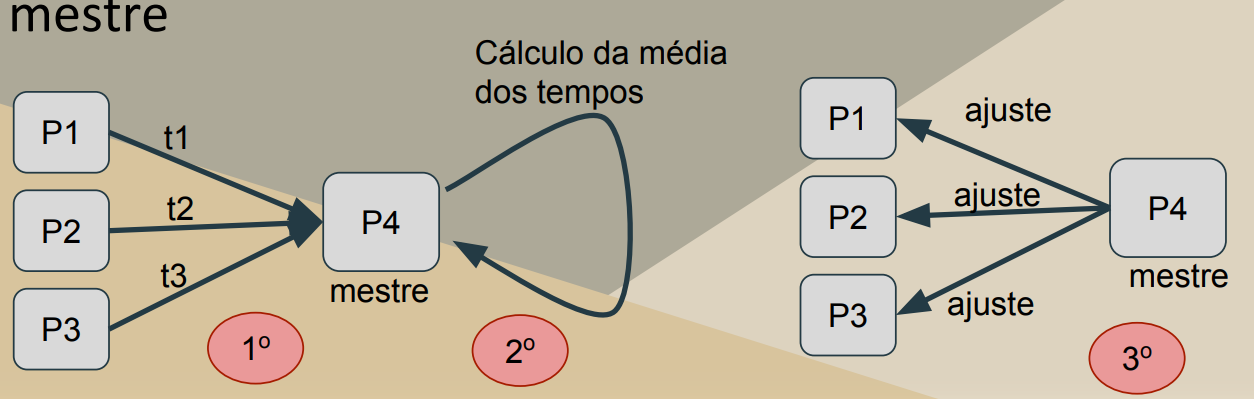 mestre
Cálculo da média
dos tempos
P1
t1
P2
t2
P3
t3
P4
mestre
1º
2º
P1
ajuste
P2
ajuste
P3
ajuste
P4
mestre
3º